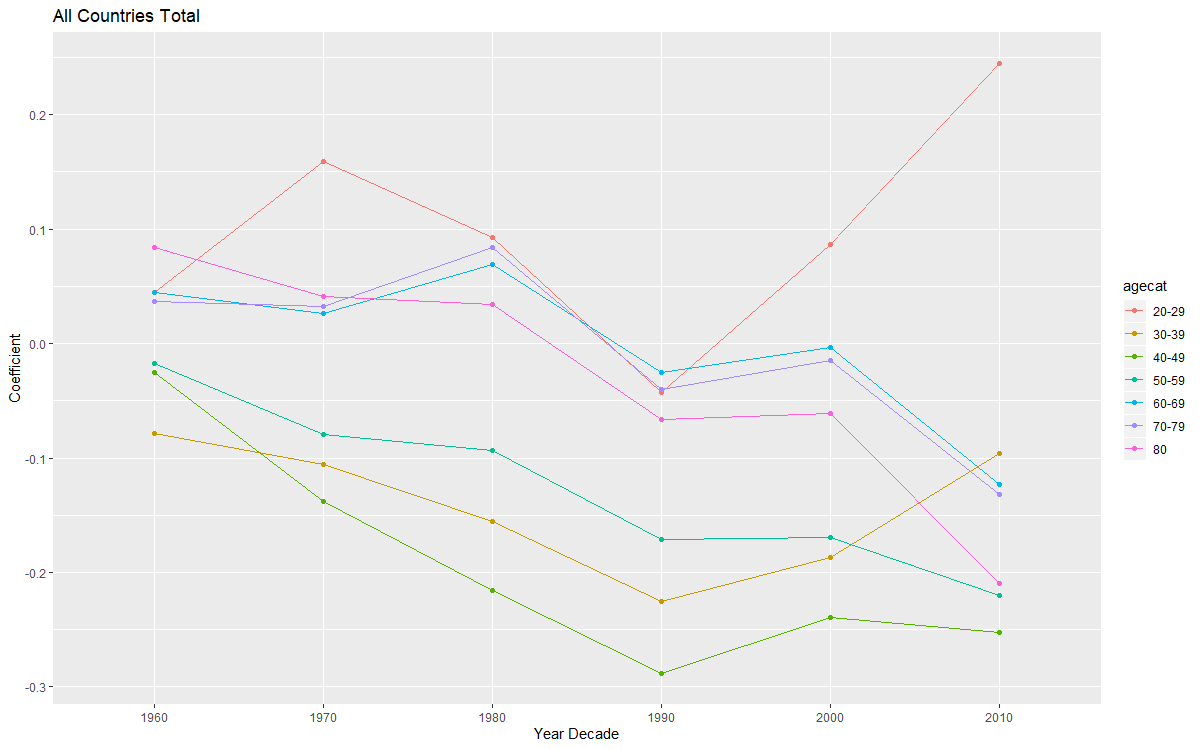 All Countries Total
Coefficient
0.2
0.1
0.0
-0.1
-0.2
-0.3
1960 1970 1980 1990 2000 2010
Year Decade
agecat
20-29
30-39
40-49
50-59
60-69
70-79
80